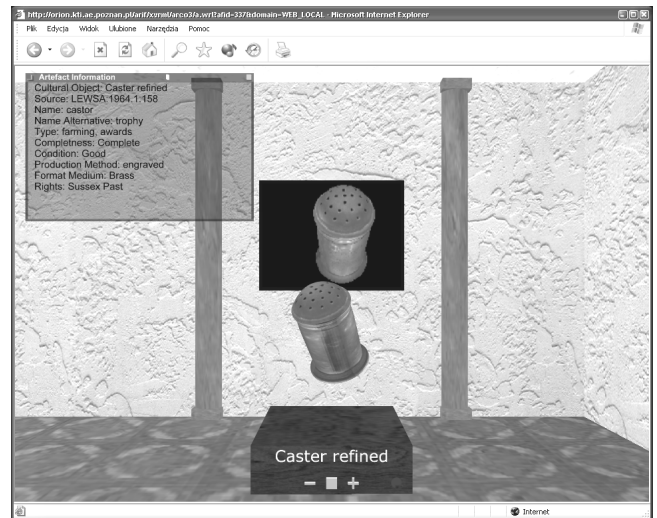 http://orion.kti.ae.poznan.pl/arif/xvrml/arco3/a.wrl?afid=337&domain=WEB_LOCAL - Microsoft Internet Explorer
Plik Edycja Widok Ulubione Narzędzia Pomoc
Artefact Information
Cultural Object: Caster refined
Source: LEWSA:1964.1.158
Name: castor
Name Alternative: trophy
Type: farming, awards
Completness: Complete
Condition: Good
Production Method: engraved
Format Medium: Brass
Rights: Sussex Past
Caster refined
Internet